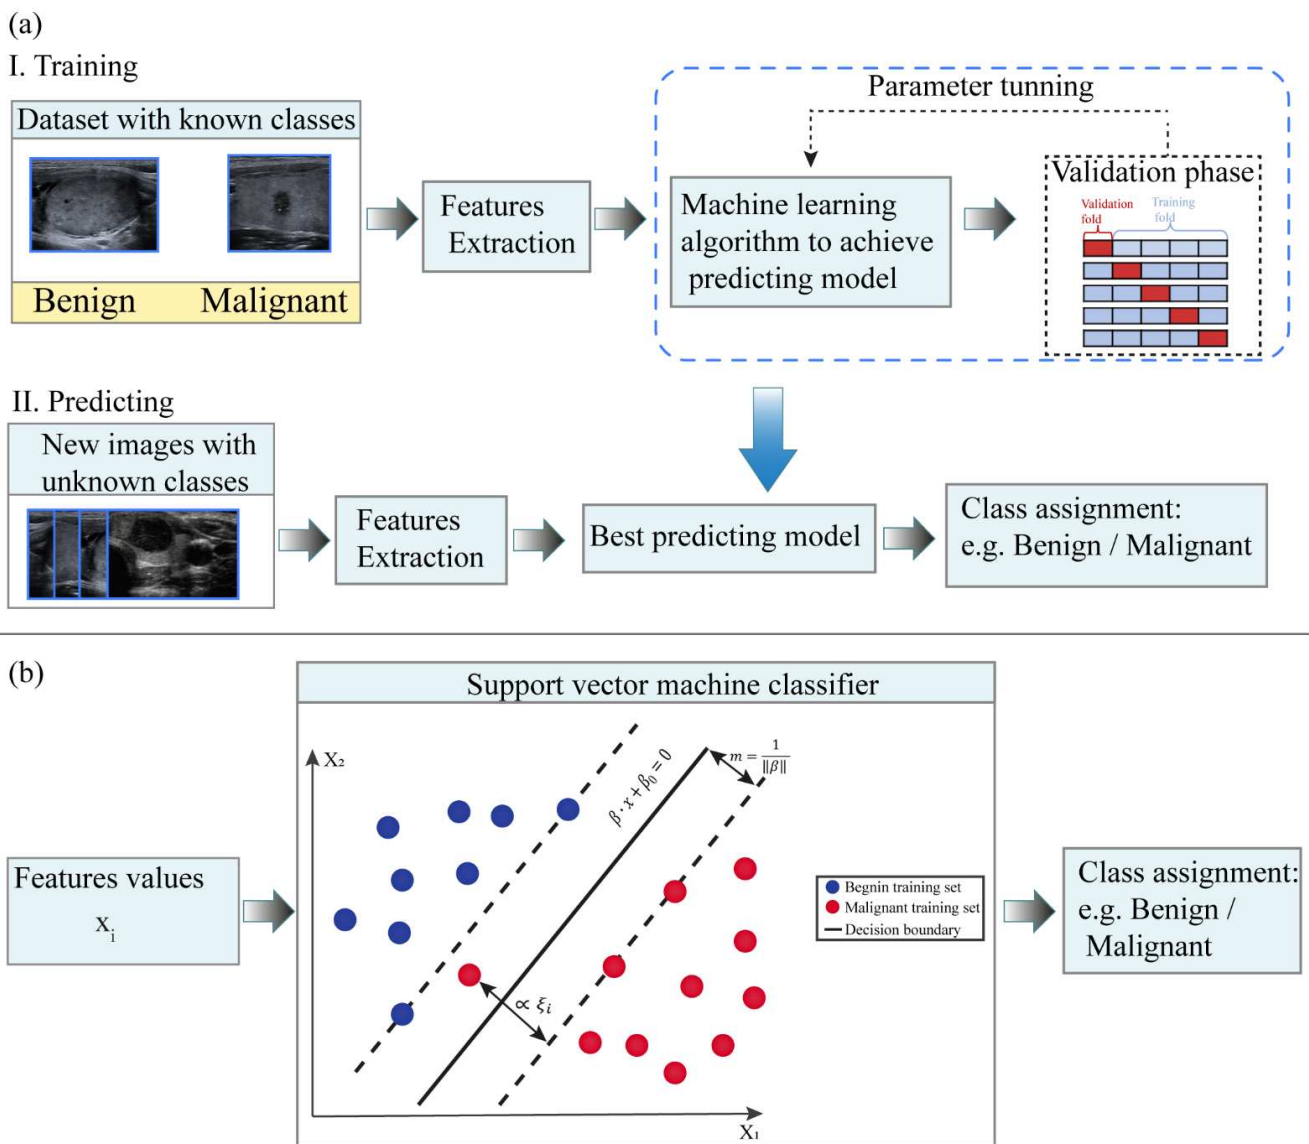 (a)
I. Training
Dataset with known classes
Benign
Malignant
Features
Extraction
Parameter tunning
Machine learning
algorithm to achieve
predicting model
Validation phase
Validation
fold
Training
fold
II. Predicting
New images with
unknown classes
Features
Extraction
Best predicting model
Class assignment:
e.g. Benign / Malignant
(b)
Support vector machine classifier
Features values
x_i
X₂
β · x + β₀ = 0
m = 1/‖β‖
∝ ξᵢ
X₁
Begnin training set
Malignant training set
Decision boundary
Class assignment:
e.g. Benign /
Malignant